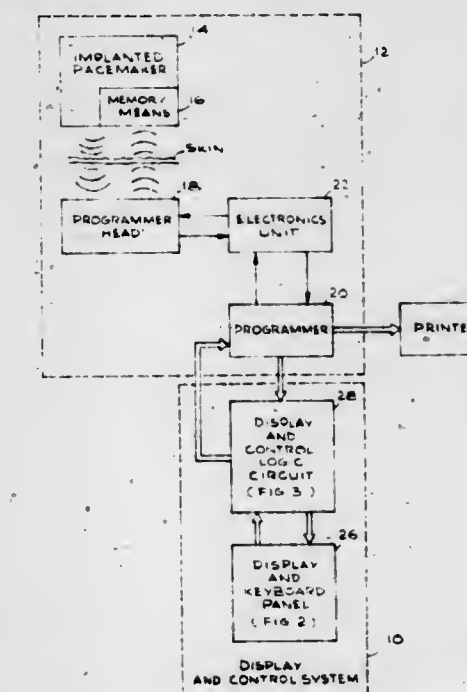 14
IMPLANTED
PACEMAKER
12
MEMORY
MEANS
16
SKIN
18
PROGRAMMER
HEAD
22
ELECTRONICS
UNIT
20
PROGRAMMER
PRINTE
28
DISPLAY
AND
CONTROL
LOGIC
CIRCUIT
(FIG 3)
26
DISPLAY
AND
KEYBOARD
PANEL
(FIG 2)
10
DISPLAY
AND CONTROL SYSTEM